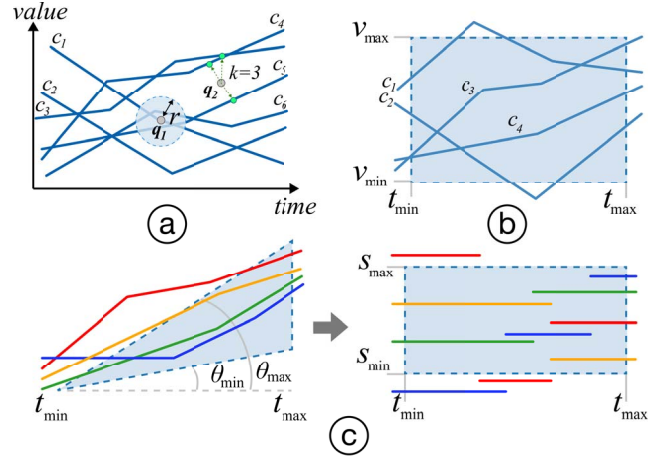 value
c₁
c₂
c₃
c₄
c₆
k=3
q₂
r
q₁
time
a
vmax
c₁
c₂
c₃
c₄
vmin
tmin
tmax
b
θmin
θmax
tmin
tmax
smax
smin
tmin
tmax
c